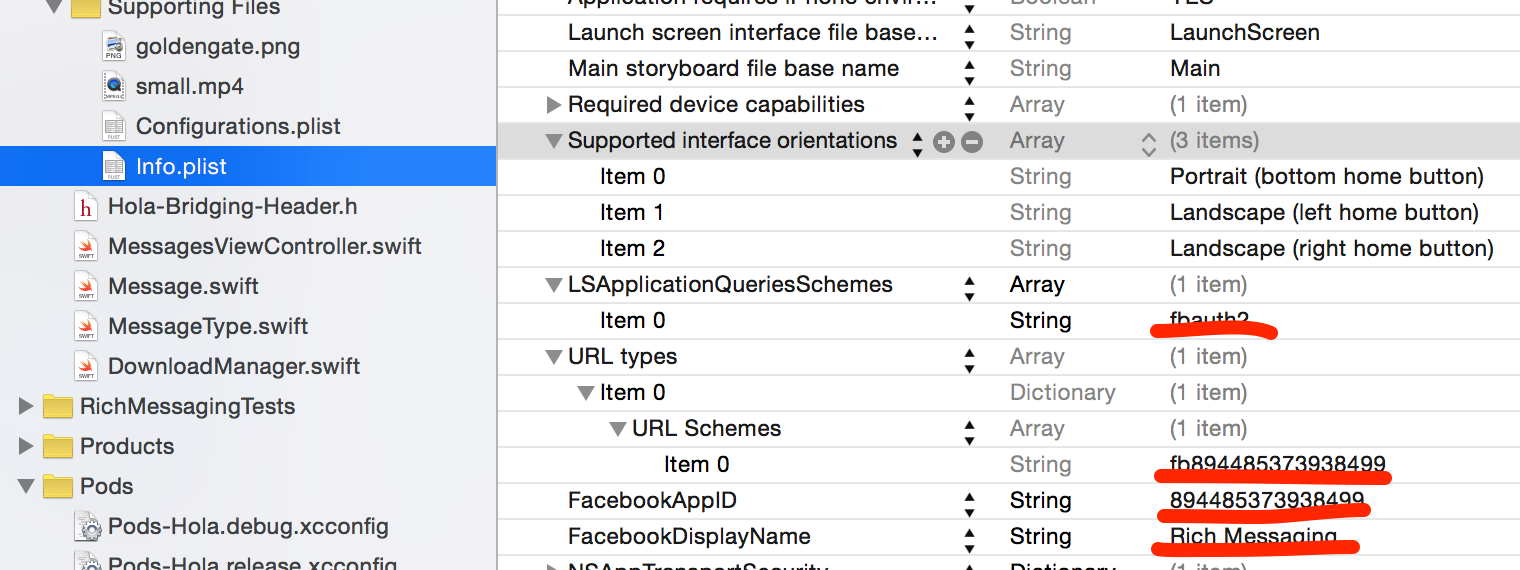 Supporting Files
goldengate.png
small.mp4
Configurations.plist
Info.plist
Hola-Bridging-Header.h
MessagesViewController.swift
Message.swift
MessageType.swift
DownloadManager.swift
RichMessagingTests
Products
Pods
Pods-Hola.debug.xcconfig
Pods-Hola.release.xcconfig
Application requires iPhone envir... Boolean YES
Launch screen interface file base... String LaunchScreen
Main storyboard file base name String Main
Required device capabilities Array (1 item)
Supported interface orientations Array (3 items)
Item 0 String Portrait (bottom home button)
Item 1 String Landscape (left home button)
Item 2 String Landscape (right home button)
LSApplicationQueriesSchemes Array (1 item)
Item 0 String fbauth2
URL types Array (1 item)
Item 0 Dictionary (1 item)
URL Schemes Array (1 item)
Item 0 String fb894485373938499
FacebookAppID String 894485373938499
FacebookDisplayName String Rich Messaging
NSAppTransportSecurity Dictionary (1 item)